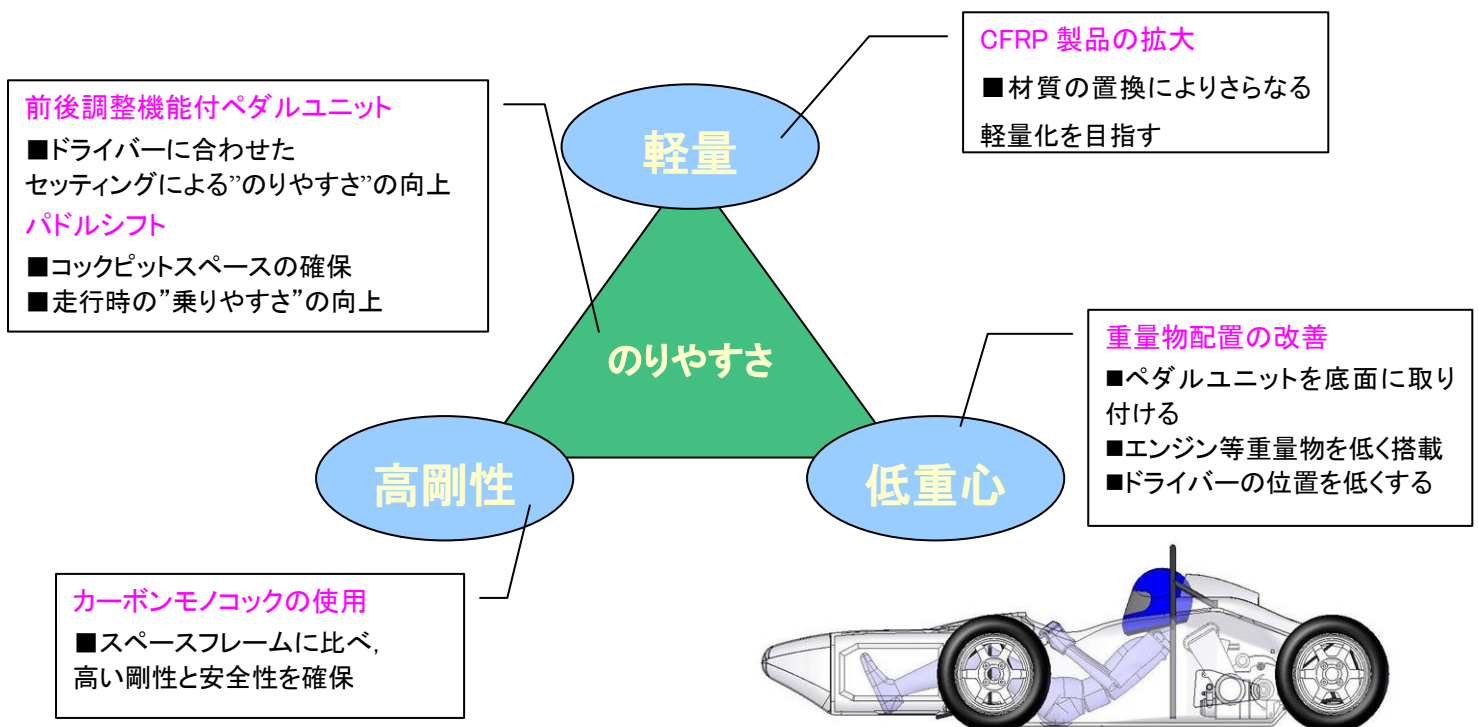 CFRP 製品の拡大
■材質の置換によりさらなる
軽量化を目指す
前後調整機能付ペダルユニット
■ドライバーに合わせた
セッティングによる”のりやすさ”の向上
パドルシフト
■コックピットスペースの確保
■走行時の”乗りやすさ”の向上
軽量
のりやすさ
重量物配置の改善
■ペダルユニットを底面に取り
付ける
■エンジン等重量物を低く搭載
■ドライバーの位置を低くする
高剛性
低重心
カーボンモノコックの使用
■スペースフレームに比べ,
高い剛性と安全性を確保